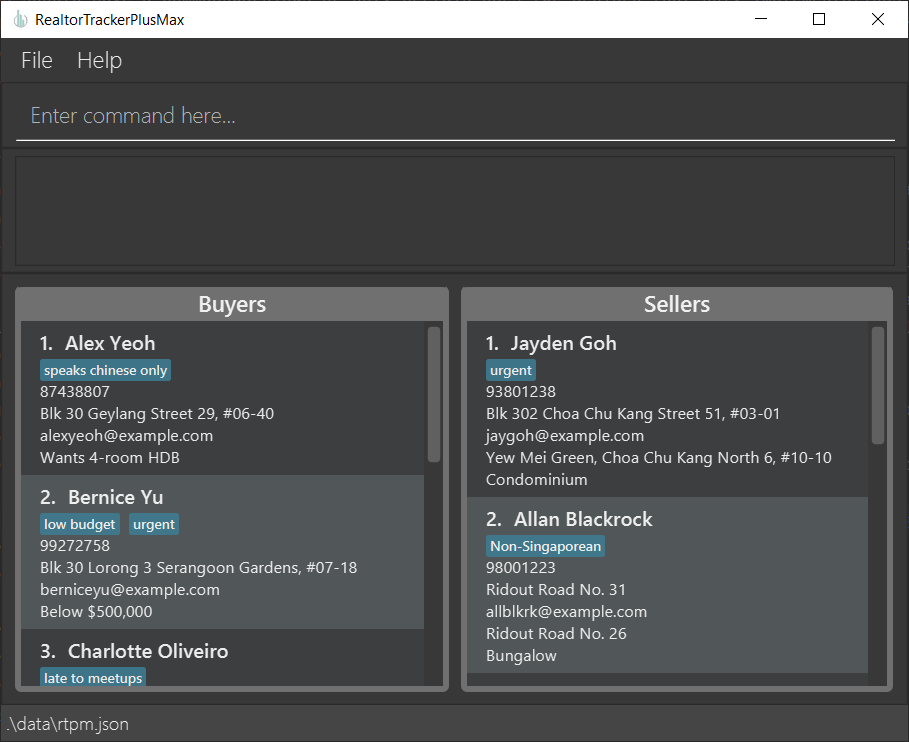 RealtorTrackerPlusMax
File Help
Enter command here...
Buyers
1. Alex Yeoh
speaks chinese only
87438807
Blk 30 Geylang Street 29, #06-40
alexyeoh@example.com
Wants 4-room HDB
2. Bernice Yu
low budget urgent
99272758
Blk 30 Lorong 3 Serangoon Gardens, #07-18
berniceyu@example.com
Below $500,000
3. Charlotte Oliveiro
late to meetups
Sellers
1. Jayden Goh
urgent
93801238
Blk 302 Choa Chu Kang Street 51, #03-01
jaygoh@example.com
Yew Mei Green, Choa Chu Kang North 6, #10-10
Condominium
2. Allan Blackrock
Non-Singaporean
98001223
Ridout Road No. 31
allblkrk@example.com
Ridout Road No. 26
Bungalow
.\data\rtpm.json